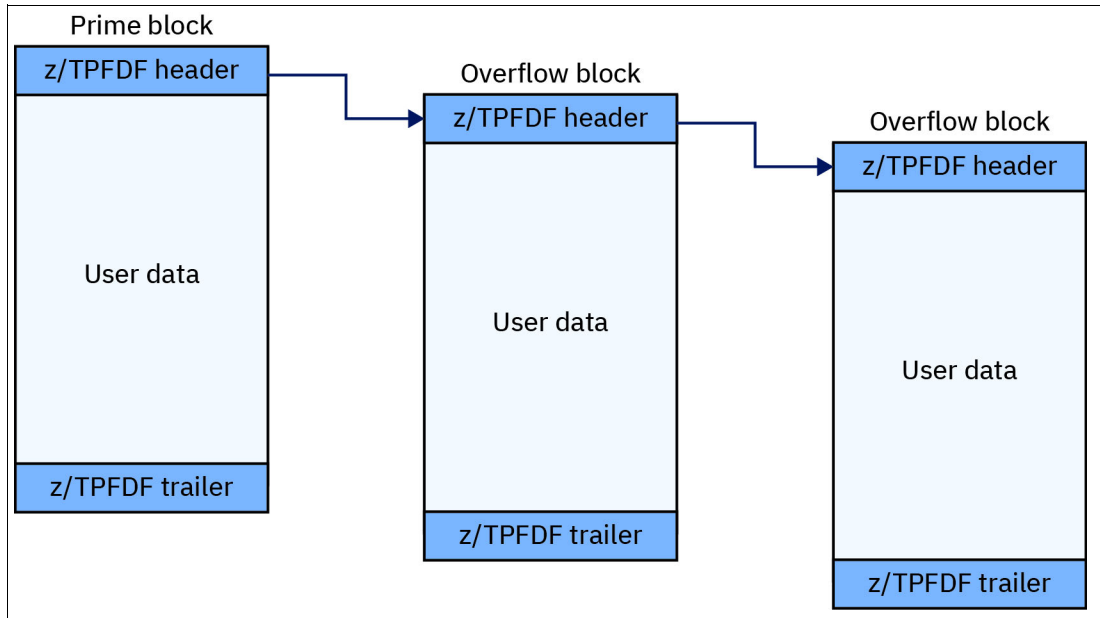 Prime block
z/TPFDF header
User data
z/TPFDF trailer
Overflow block
z/TPFDF header
User data
z/TPFDF trailer
Overflow block
z/TPFDF header
User data
z/TPFDF trailer